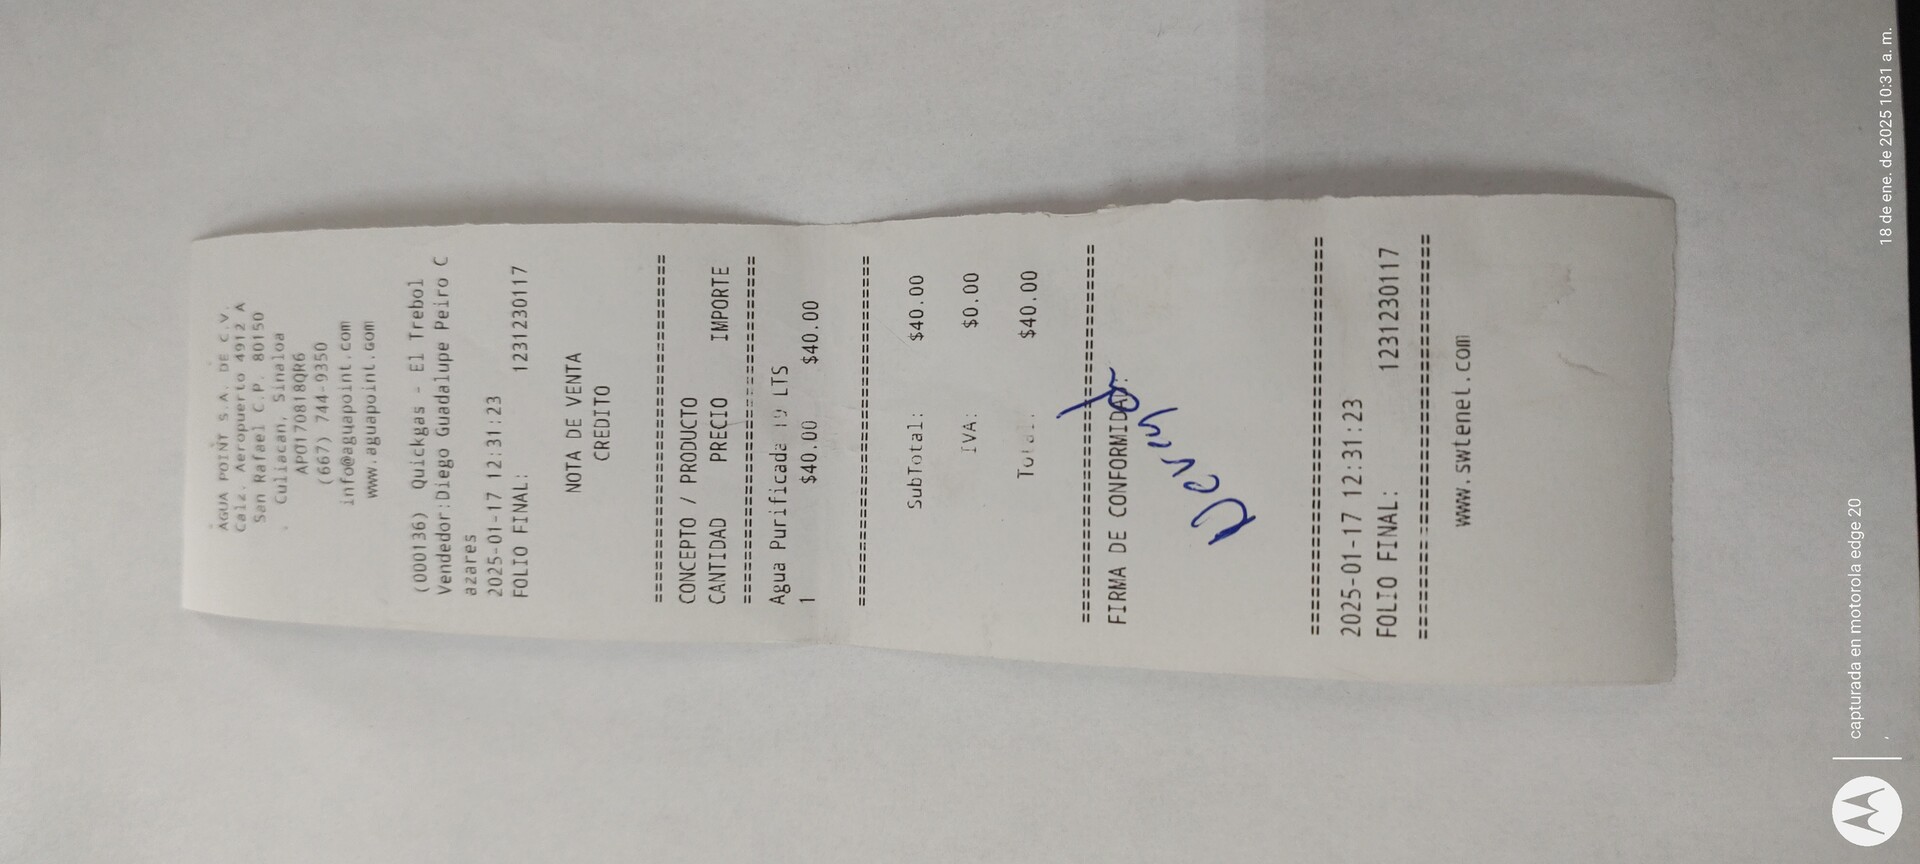 AGUA POINT S.A. DE C.V.
Calz. Aeropuerto 4912 A
San Rafael C.P. 80150
Culiacan, Sinaloa
APO170818QR6
(667) 744-9350
info@aguapoint.com
www.aguapoint.com
(000136) Quickgas - El Trebol
Vendedor:Diego Guadalupe Peiro C
azares
2025-01-17 12:31:23
FOLIO FINAL: 1231230117
NOTA DE VENTA
CREDITO
================================
CONCEPTO / PRODUCTO
CANTIDAD PRECIO IMPORTE
================================
Agua Purificada 19 LTS
1 $40.00 $40.00
================================
SubTotal: $40.00
IVA: $0.00
Total: $40.00
================================
FIRMA DE CONFORMIDAD:
================================
2025-01-17 12:31:23
FOLIO FINAL: 1231230117
================================
www.swtenet.com
capturada en motorola edge 20
18 de ene. de 2025 10:31 a. m.